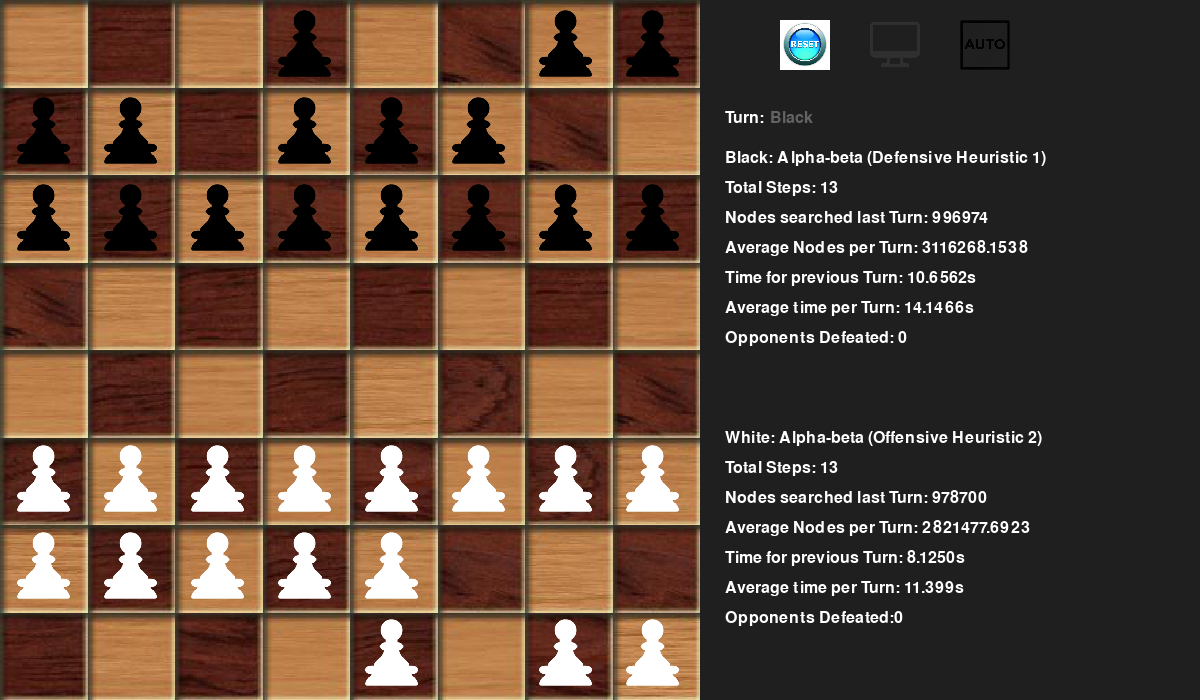 RESET
AUTO
Turn: Black
Black: Alpha-beta (Defensive Heuristic 1)
Total Steps: 13
Nodes searched last Turn: 996974
Average Nodes per Turn: 3116268.1538
Time for previous Turn: 10.6562s
Average time per Turn: 14.1466s
Opponents Defeated: 0
White: Alpha-beta (Offensive Heuristic 2)
Total Steps: 13
Nodes searched last Turn: 978700
Average Nodes per Turn: 2821477.6923
Time for previous Turn: 8.1250s
Average time per Turn: 11.399s
Opponents Defeated:0